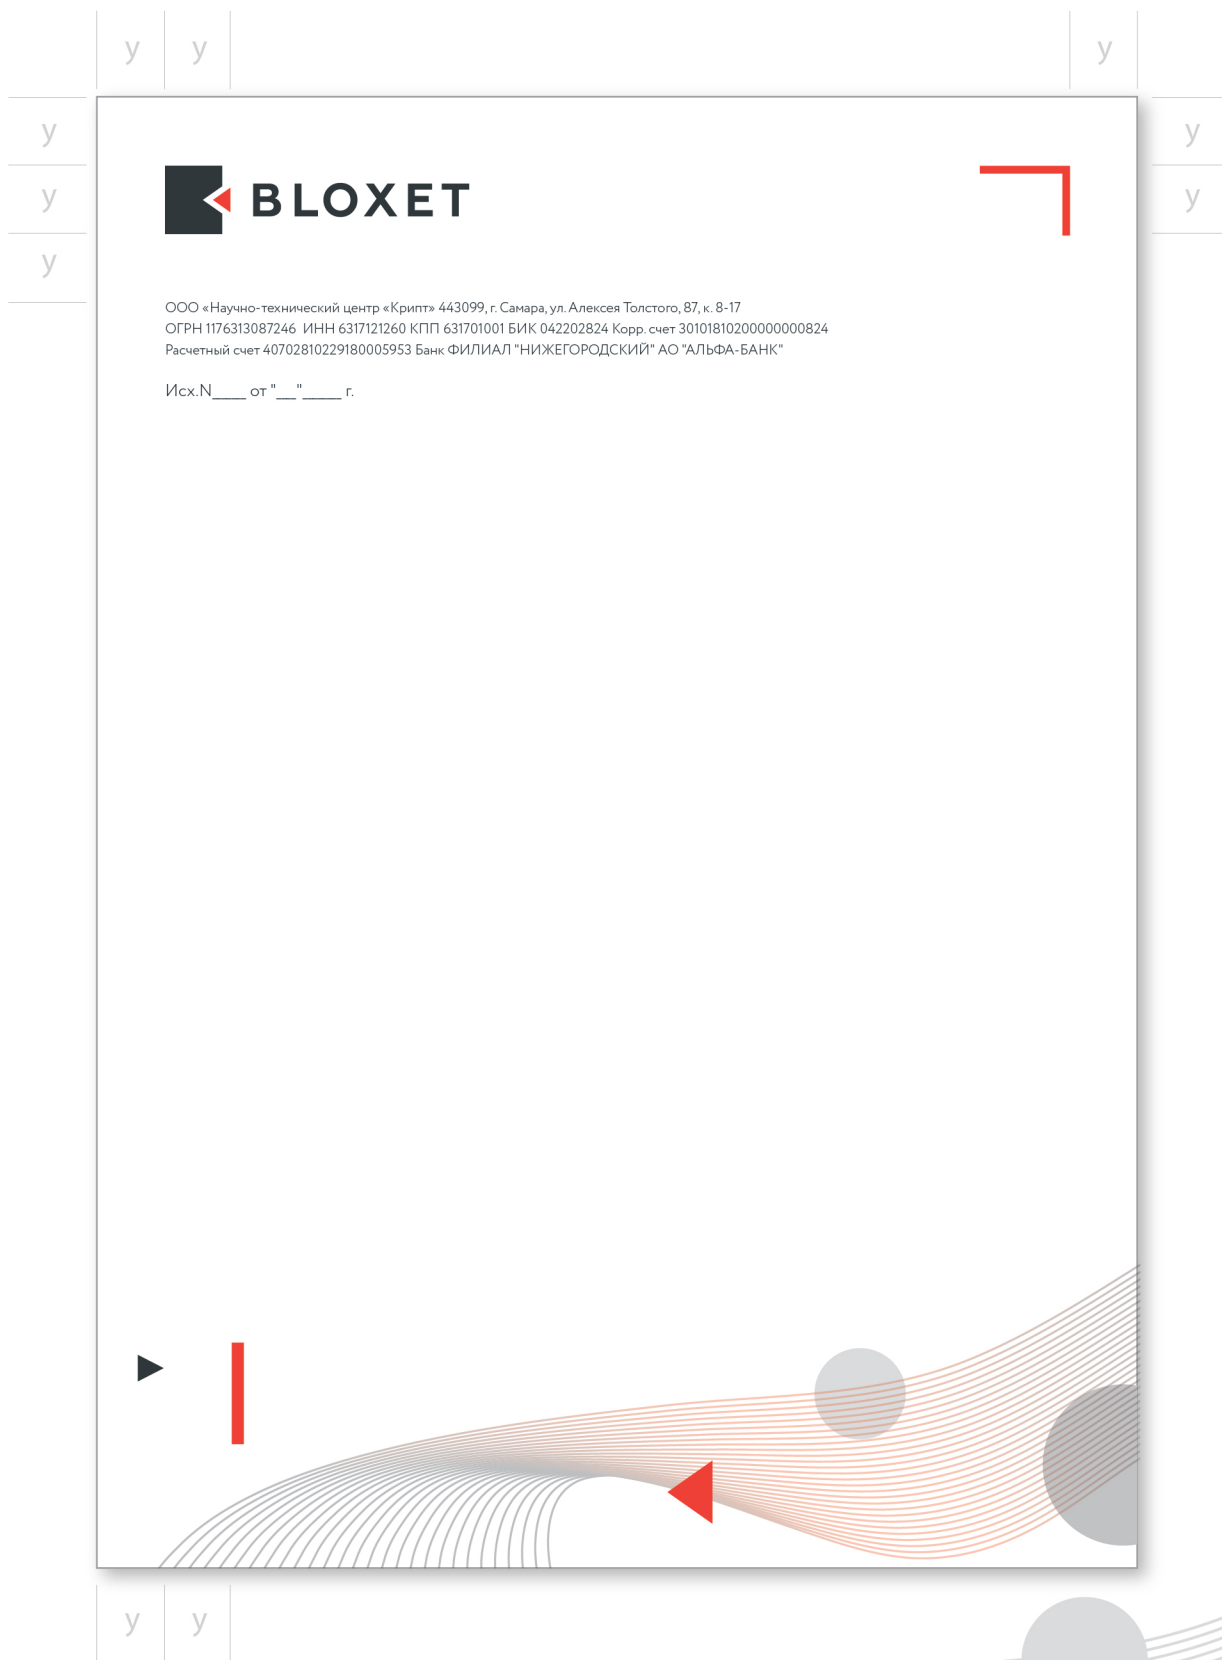 y y y
y y
y y
y
BLOXET
ООО «Научно-технический центр «Крипт» 443099, г. Самара, ул. Алексея Толстого, 87, к. 8-17
ОГРН 1176313087246 ИНН 6317121260 КПП 631701001 БИК 042202824 Корр. счет 30101810200000000824
Расчетный счет 40702810229180005953 Банк ФИЛИАЛ "НИЖЕГОРОДСКИЙ" АО "АЛЬФА-БАНК"
Исх.N____ от "__"____ г.
y y